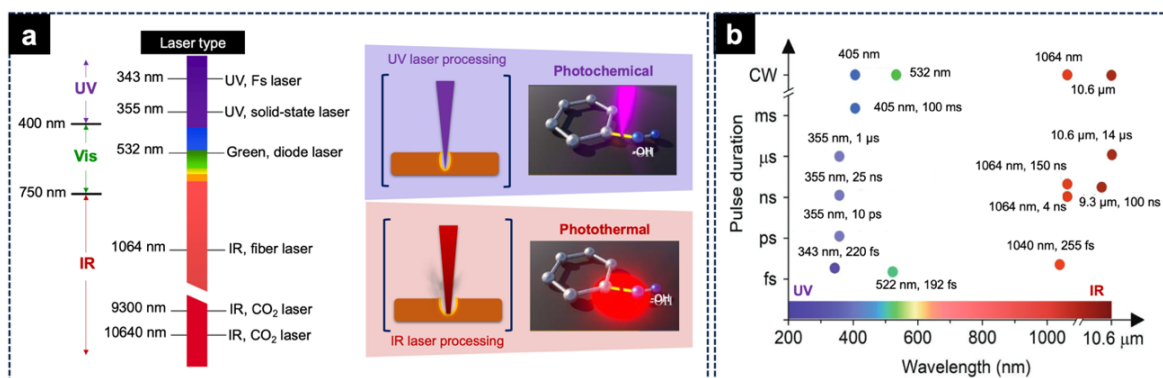 a
Laser type
UV
400 nm
Vis
750 nm
IR
343 nm
UV, Fs laser
355 nm
UV, solid-state laser
532 nm
Green, diode laser
1064 nm
IR, fiber laser
9300 nm
IR, CO₂ laser
10640 nm
IR, CO₂ laser
UV laser processing
Photochemical
-OH
Photothermal
-OH
IR laser processing
b
Pulse duration
CW
ms
μs
ns
ps
fs
405 nm
532 nm
1064 nm
10.6 μm
405 nm, 100 ms
355 nm, 1 μs
10.6 μm, 14 μs
355 nm, 25 ns
1064 nm, 150 ns
355 nm, 10 ps
1064 nm, 4 ns
9.3 μm, 100 ns
343 nm, 220 fs
1040 nm, 255 fs
522 nm, 192 fs
UV
IR
200
400
600
800
1000
10.6 μm
Wavelength (nm)